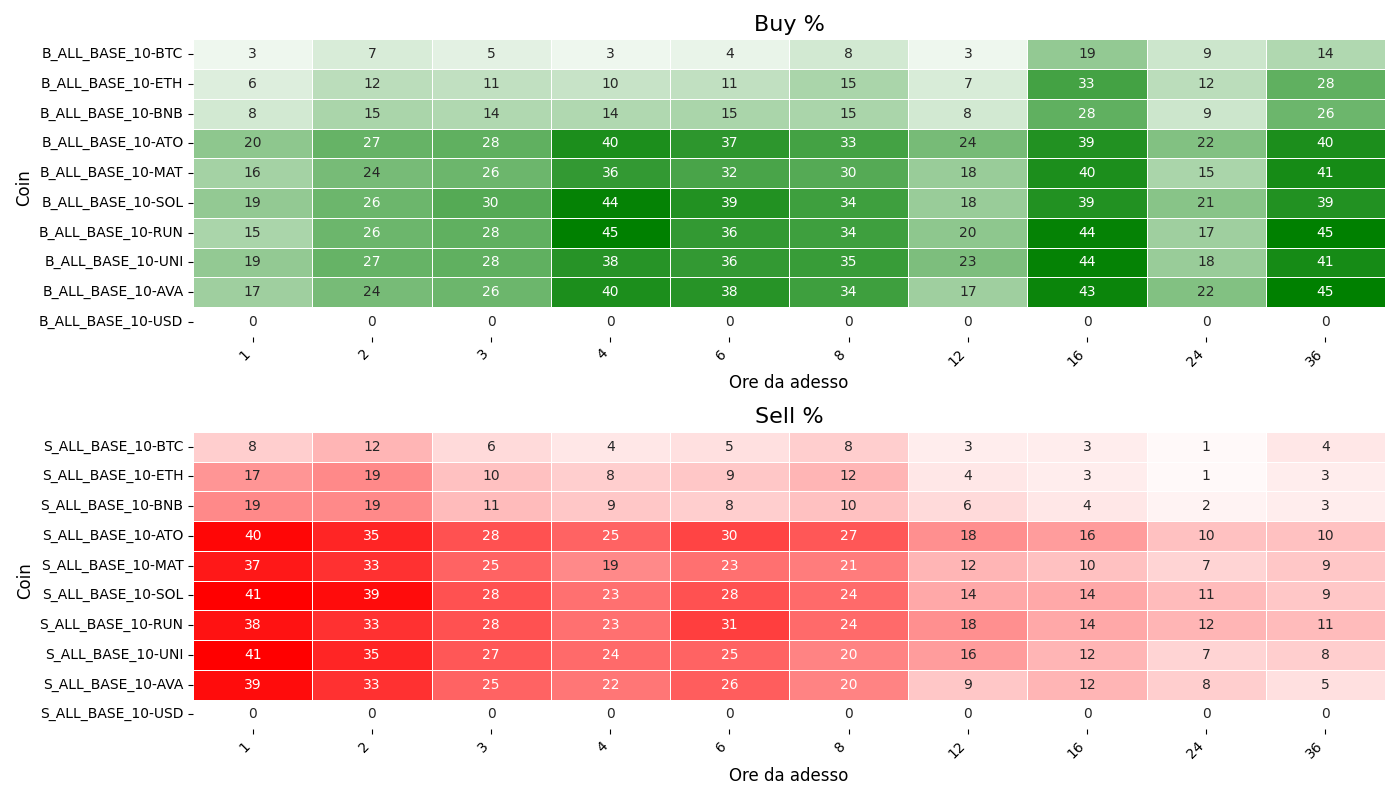 Buy %
Coin
B_ALL_BASE_10-BTC 3 7 5 3 4 8 3 19 9 14
B_ALL_BASE_10-ETH 6 12 11 10 11 15 7 33 12 28
B_ALL_BASE_10-BNB 8 15 14 14 15 15 8 28 9 26
B_ALL_BASE_10-ATO 20 27 28 40 37 33 24 39 22 40
B_ALL_BASE_10-MAT 16 24 26 36 32 30 18 40 15 41
B_ALL_BASE_10-SOL 19 26 30 44 39 34 18 39 21 39
B_ALL_BASE_10-RUN 15 26 28 45 36 34 20 44 17 45
B_ALL_BASE_10-UNI 19 27 28 38 36 35 23 44 18 41
B_ALL_BASE_10-AVA 17 24 26 40 38 34 17 43 22 45
B_ALL_BASE_10-USD 0 0 0 0 0 0 0 0 0 0
1 2 3 4 6 8 12 16 24 36
Ore da adesso
Sell %
Coin
S_ALL_BASE_10-BTC 8 12 6 4 5 8 3 3 1 4
S_ALL_BASE_10-ETH 17 19 10 8 9 12 4 3 1 3
S_ALL_BASE_10-BNB 19 19 11 9 8 10 6 4 2 3
S_ALL_BASE_10-ATO 40 35 28 25 30 27 18 16 10 10
S_ALL_BASE_10-MAT 37 33 25 19 23 21 12 10 7 9
S_ALL_BASE_10-SOL 41 39 28 23 28 24 14 14 11 9
S_ALL_BASE_10-RUN 38 33 28 23 31 24 18 14 12 11
S_ALL_BASE_10-UNI 41 35 27 24 25 20 16 12 7 8
S_ALL_BASE_10-AVA 39 33 25 22 26 20 9 12 8 5
S_ALL_BASE_10-USD 0 0 0 0 0 0 0 0 0 0
1 2 3 4 6 8 12 16 24 36
Ore da adesso